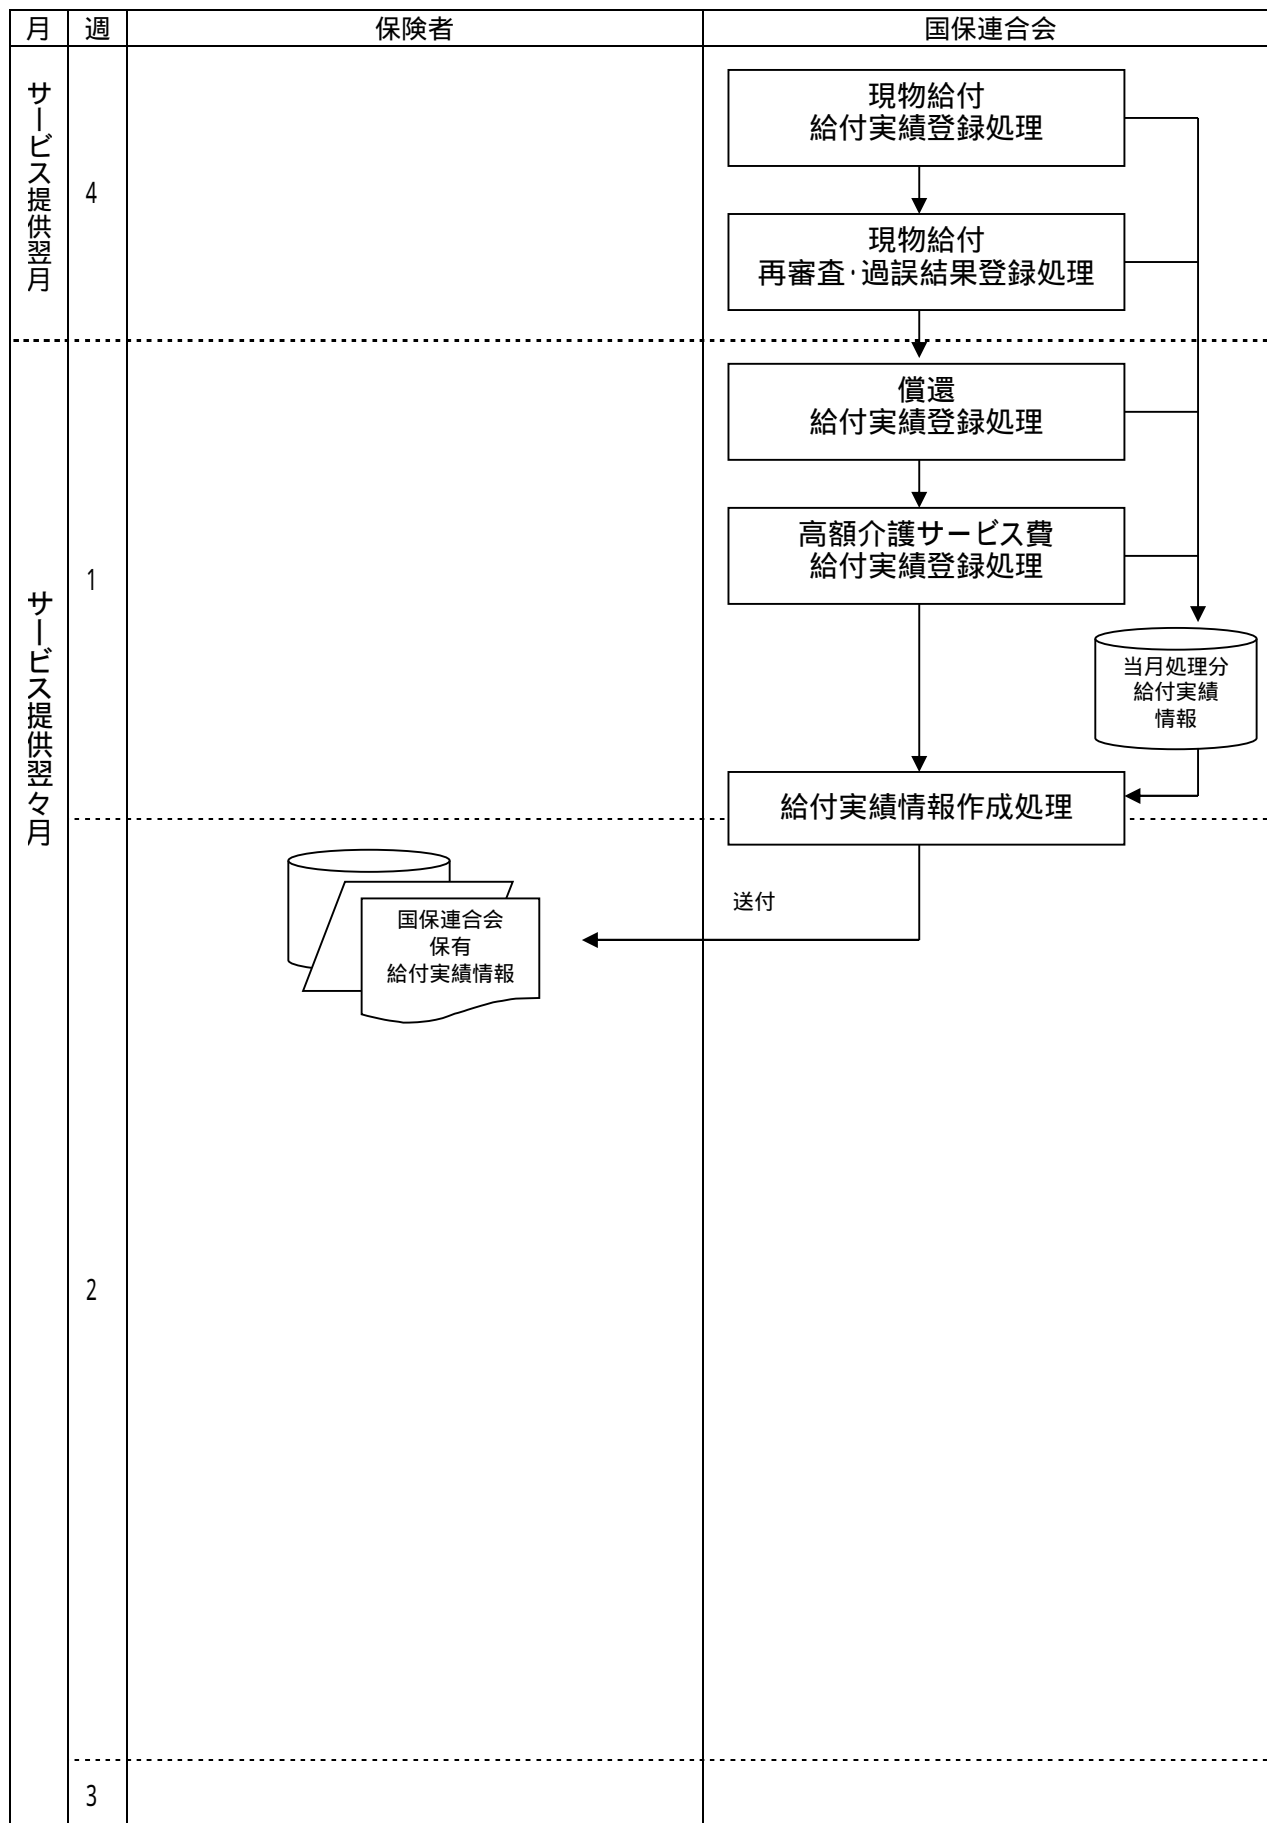 月 週 保険者 国保連合会
サービス提供翌月
4
現物給付
給付実績登録処理
現物給付
再審査・過誤結果登録処理
サービス提供翌々月
1
償還
給付実績登録処理
高額介護サービス費
給付実績登録処理
当月処理分
給付実績
情報
給付実績情報作成処理
送付
国保連合会
保有
給付実績情報
2
3